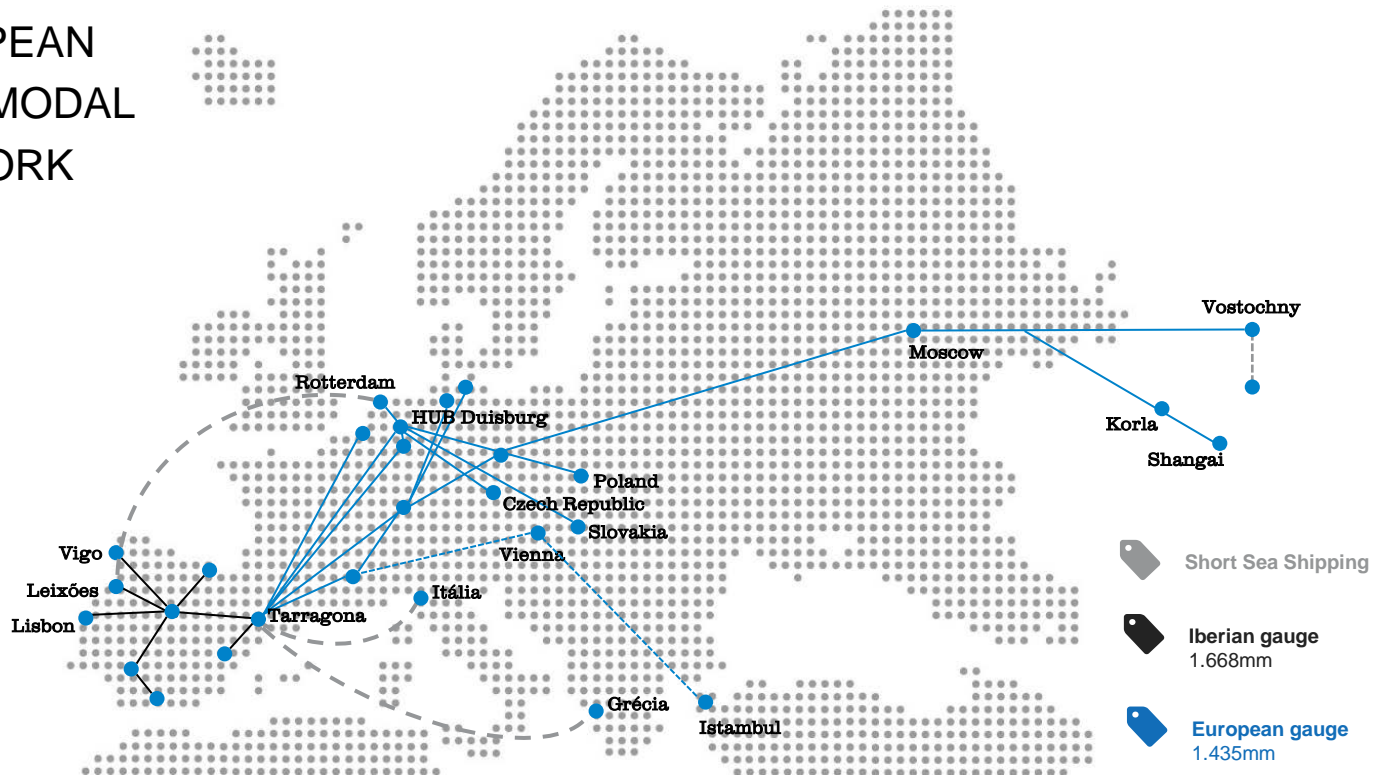 PEAN
MODAL
ORK
Vostochny
Moscow
Rotterdam
HUB Duisburg
Korla
Shangai
Poland
Czech Republic
Slovakia
Vienna
Vigo
Leixões
Itália
Tarragona
Lisbon
Grécia
Istambul
Short Sea Shipping
Iberian gauge
1.668mm
European gauge
1.435mm